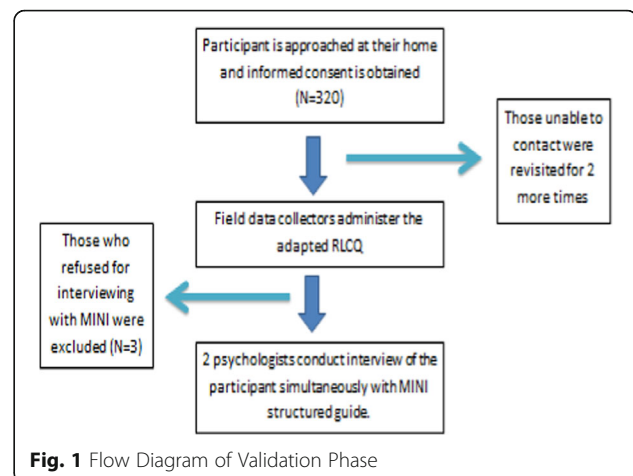 Participant is approached at their home
and informed consent is obtained
(N=320)
Those unable to
contact were
revisited for 2
more times
Field data collectors administer the
adapted RLCQ
Those who
refused for
interviewing
with MINI were
excluded (N=3)
2 psychologists conduct interview of the
participant simultaneously with MINI
structured guide.
Fig. 1 Flow Diagram of Validation Phase